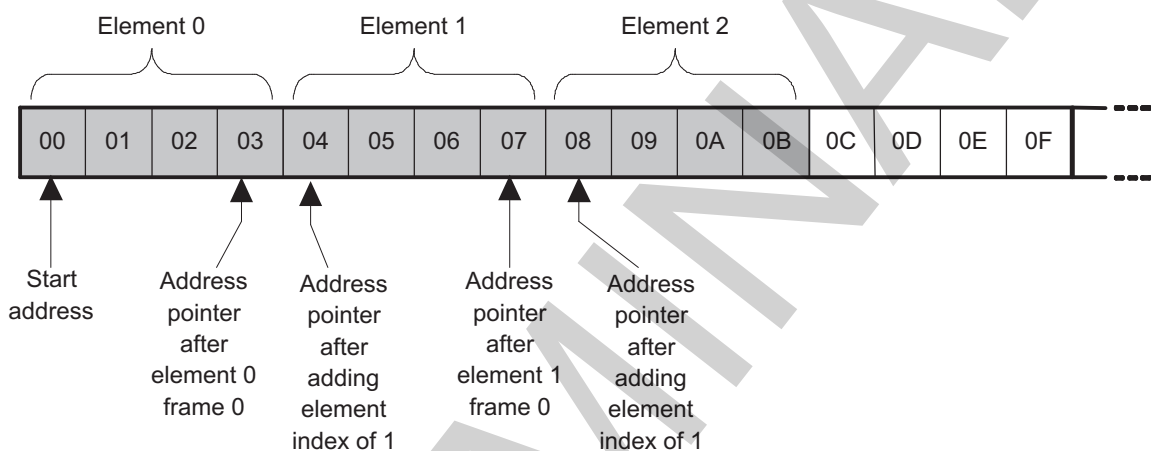 Element 0 Element 1 Element 2
00 01 02 03 04 05 06 07 08 09 0A 0B 0C 0D 0E 0F
Start
address
Address
pointer
after
element 0
frame 0
Address
pointer
after
adding
element
index of 1
Address
pointer
after
element 1
frame 0
Address
pointer
after
adding
element
index of 1